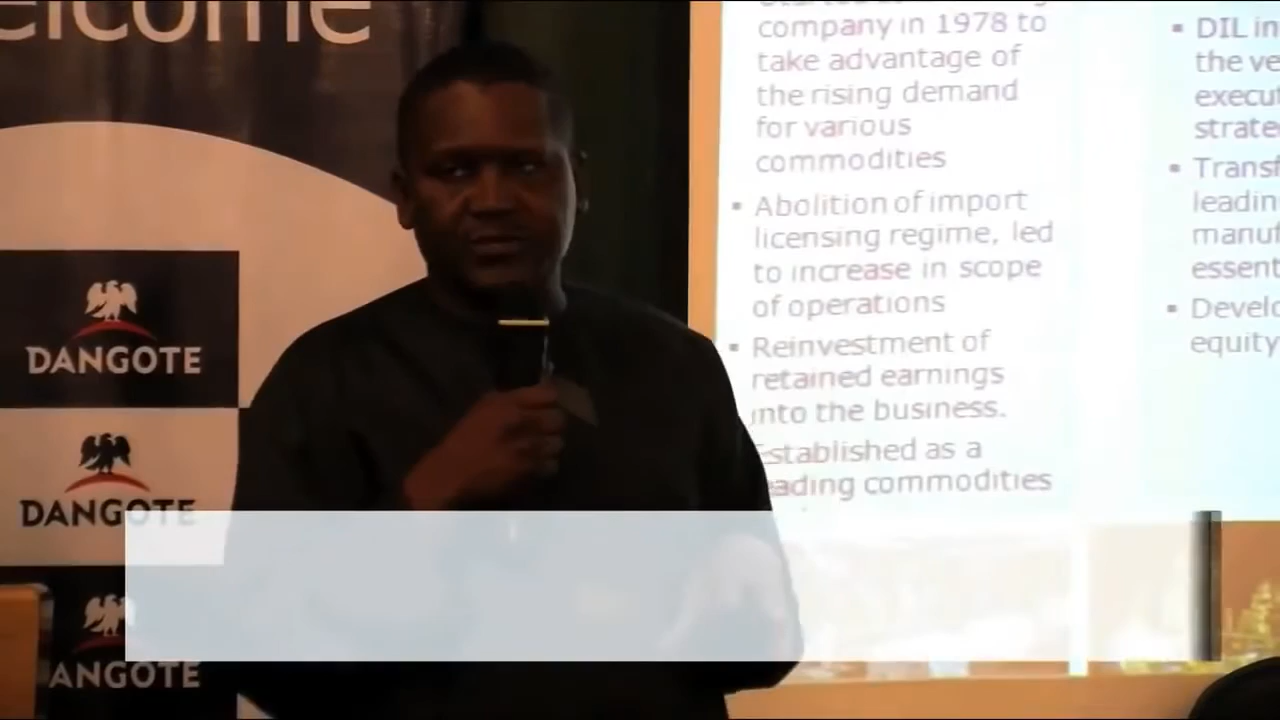 elcome
DANGOTE
DANGOTE
ANGOTE
company in 1978 to
take advantage of
the rising demand
for various
commodities
Abolition of import
licensing regime, led
to increase in scope
of operations
Reinvestment of
retained earnings
into the business.
Established as a
eading commodities
DIL in
the ve
execut
strate
Transf
leadin
manuf
essent
Develo
equity